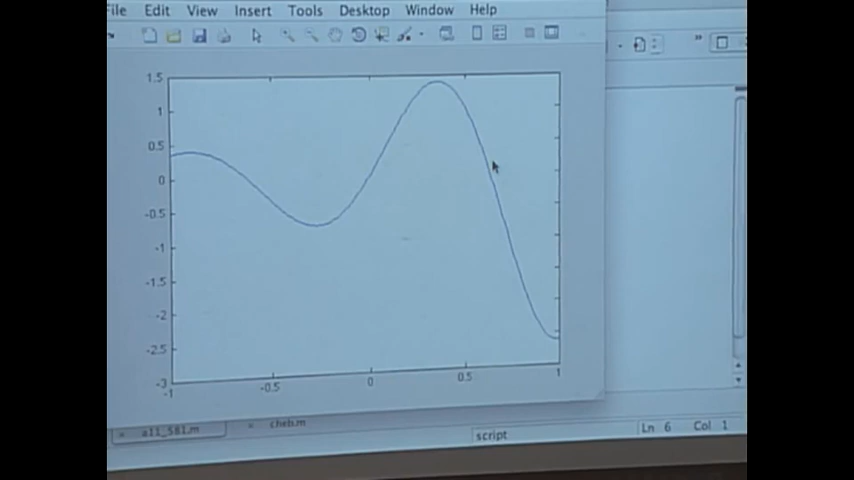 File Edit View Insert Tools Desktop Window Help
1.5
1
0.5
0
-0.5
-1
-1.5
-2
-2.5
-3
-1 -0.5 0 0.5 1
a11_581.m cheb.m
script Ln 6 Col 1